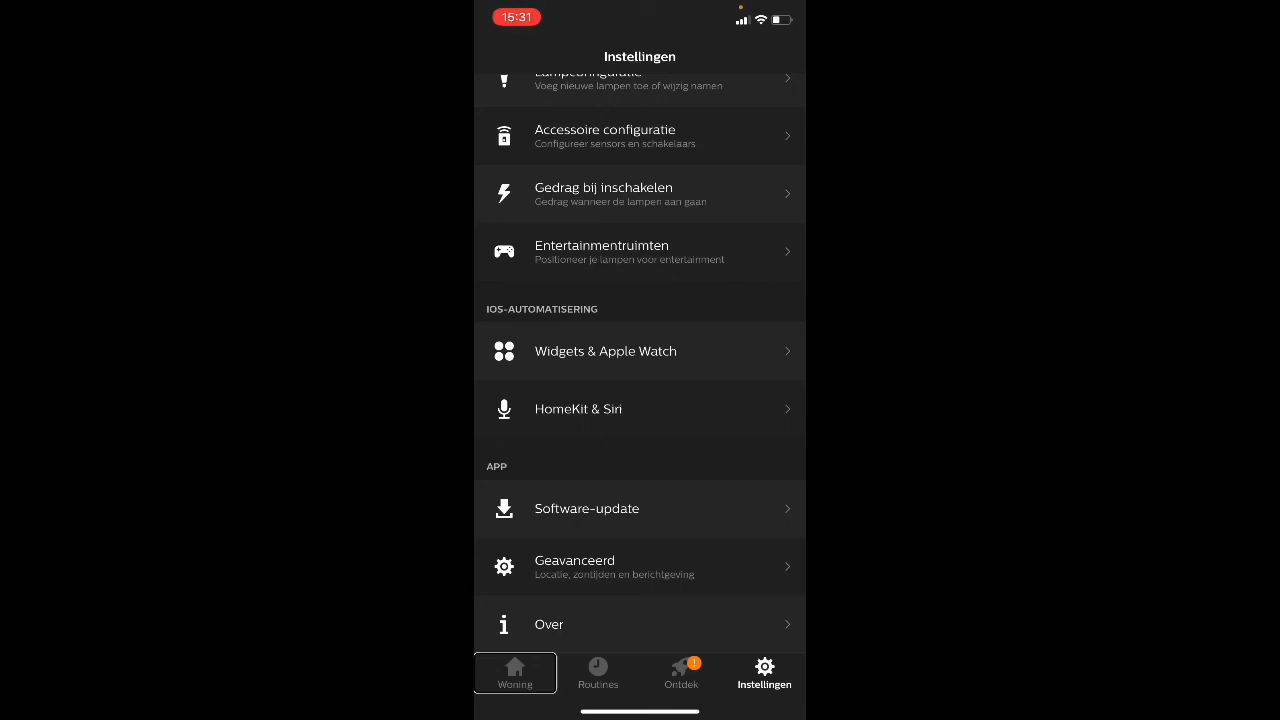 15:31
Instellingen
Lampconfiguratie
Voeg nieuwe lampen toe of wijzig namen
Accessoire configuratie
Configureer sensors en schakelaars
Gedrag bij inschakelen
Gedrag wanneer de lampen aan gaan
Entertainmentruimten
Positioneer je lampen voor entertainment
IOS-AUTOMATISERING
Widgets & Apple Watch
HomeKit & Siri
APP
Software-update
Geavanceerd
Locatie, zontijden en berichtgeving
Over
!
Woning Routines Ontdek Instellingen